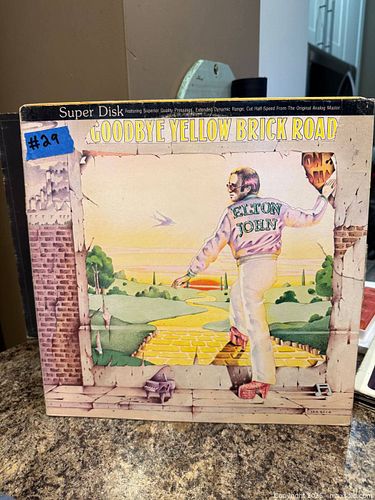 Super Disk Featuring Superior Quality Pressings, Extended Dynamic Range, Cut Half-Speed From The Original Analog Master
GOODBYE YELLOW BRICK ROAD
#29
ELTON
JOHN